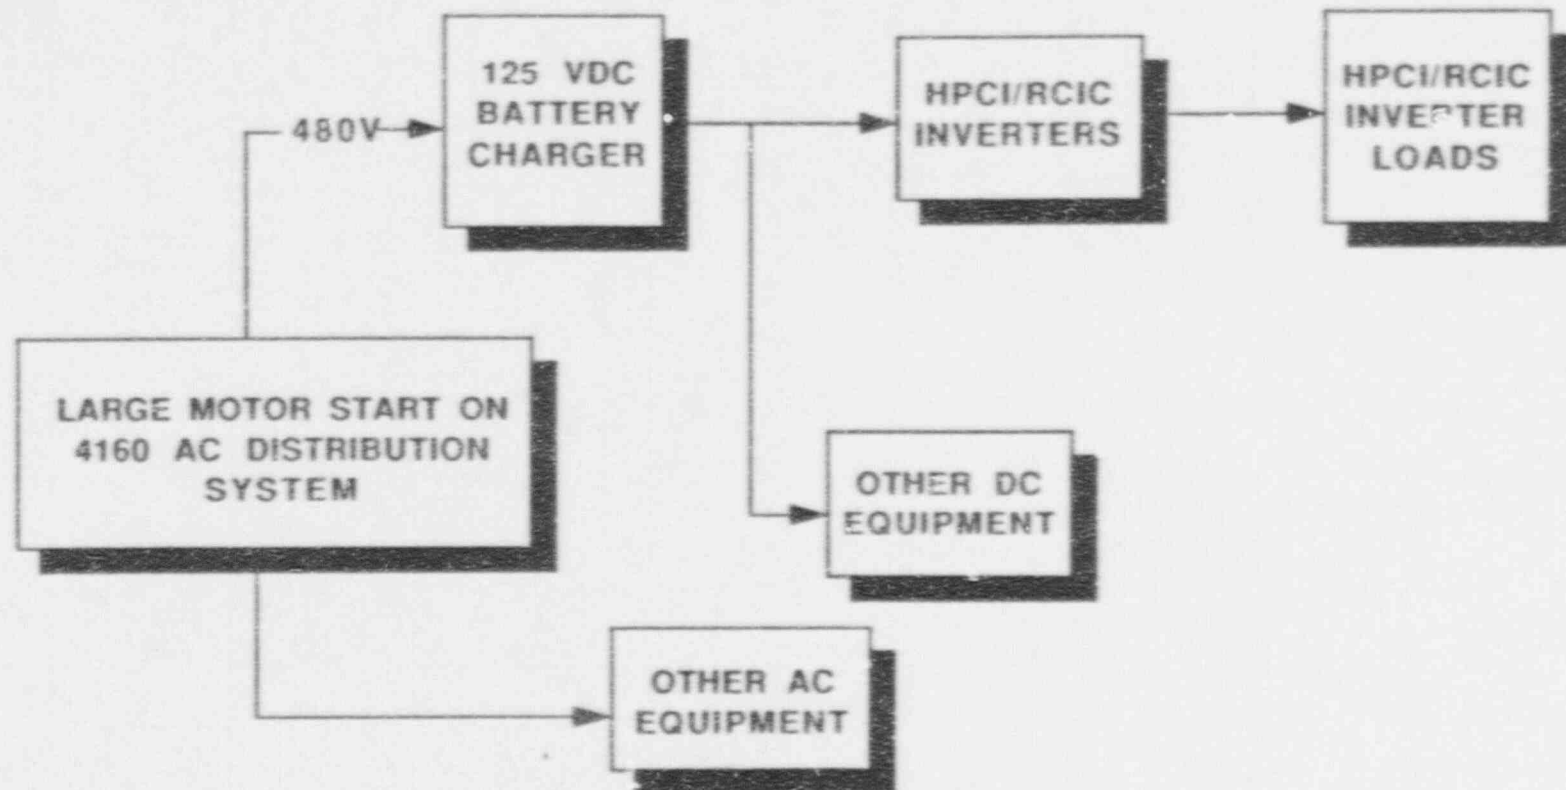 125 VDC
BATTERY
CHARGER
HPCI/RCIC
INVERTERS
HPCI/RCIC
INVERTER
LOADS
480V
LARGE MOTOR START ON
4160 AC DISTRIBUTION
SYSTEM
OTHER DC
EQUIPMENT
OTHER AC
EQUIPMENT